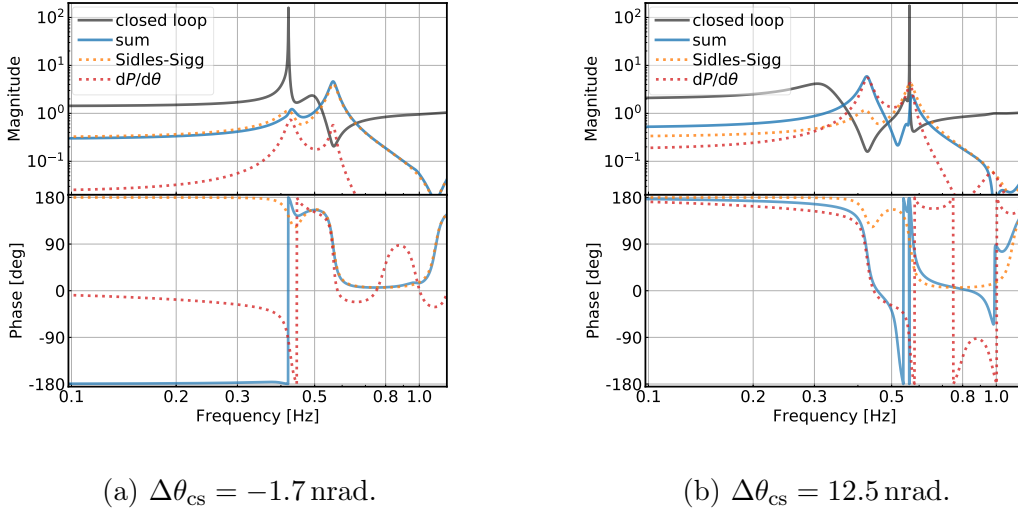 closed loop
sum
Sidles-Sigg
dP/dθ
Magnitude
10²
10¹
10⁰
10⁻¹
Phase [deg]
180
90
0
-90
-180
0.1 0.2 0.3 0.5 0.8 1.0
Frequency [Hz]
(a) Δθcs = −1.7 nrad.
closed loop
sum
Sidles-Sigg
dP/dθ
Magnitude
10²
10¹
10⁰
10⁻¹
Phase [deg]
180
90
0
-90
-180
0.1 0.2 0.3 0.5 0.8 1.0
Frequency [Hz]
(b) Δθcs = 12.5 nrad.